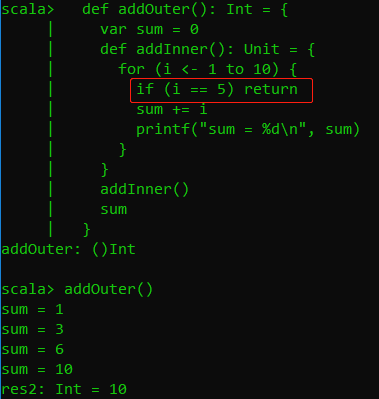 scala>   def addOuter(): Int = {
     |     var sum = 0
     |     def addInner(): Unit = {
     |       for (i <- 1 to 10) {
     |         if (i == 5) return
     |         sum += i
     |         printf("sum = %d\n", sum)
     |       }
     |     }
     |     addInner()
     |     sum
     |   }
addOuter: ()Int

scala> addOuter()
sum = 1
sum = 3
sum = 6
sum = 10
res2: Int = 10